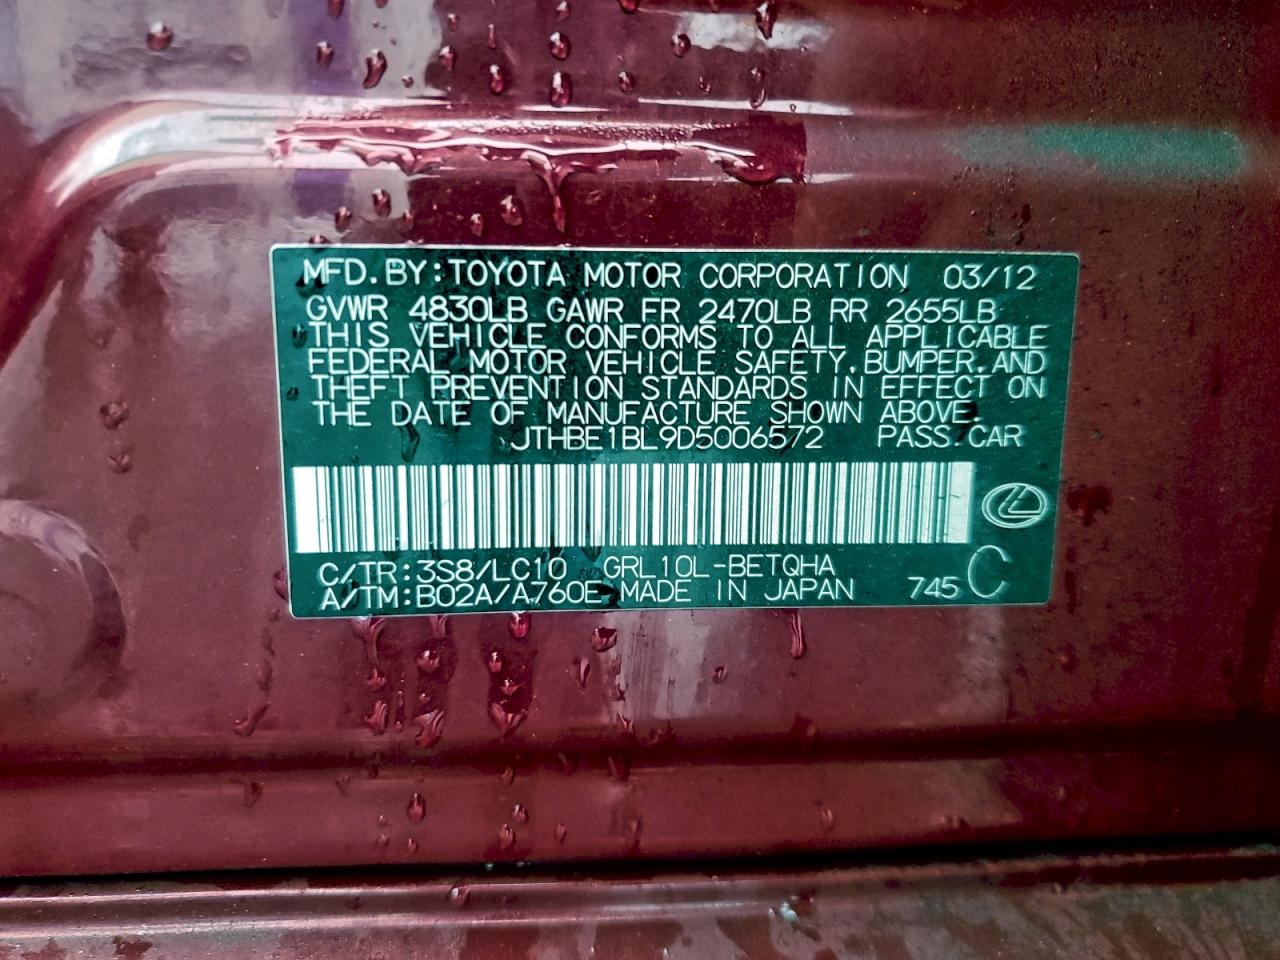 MFD. BY: TOYOTA MOTOR CORPORATION 03/12
GVWR 4830LB GAWR FR 2470LB RR 2655LB
THIS VEHICLE CONFORMS TO ALL APPLICABLE
FEDERAL MOTOR VEHICLE SAFETY, BUMPER, AND
THEFT PREVENTION STANDARDS IN EFFECT ON
THE DATE OF MANUFACTURE SHOWN ABOVE.
JTHBE1BL9D5006572 PASS. CAR
C/TR: 3S8/LC10 GRL10L-BETQHA
A/TM: B02A/A760E MADE IN JAPAN 745 C